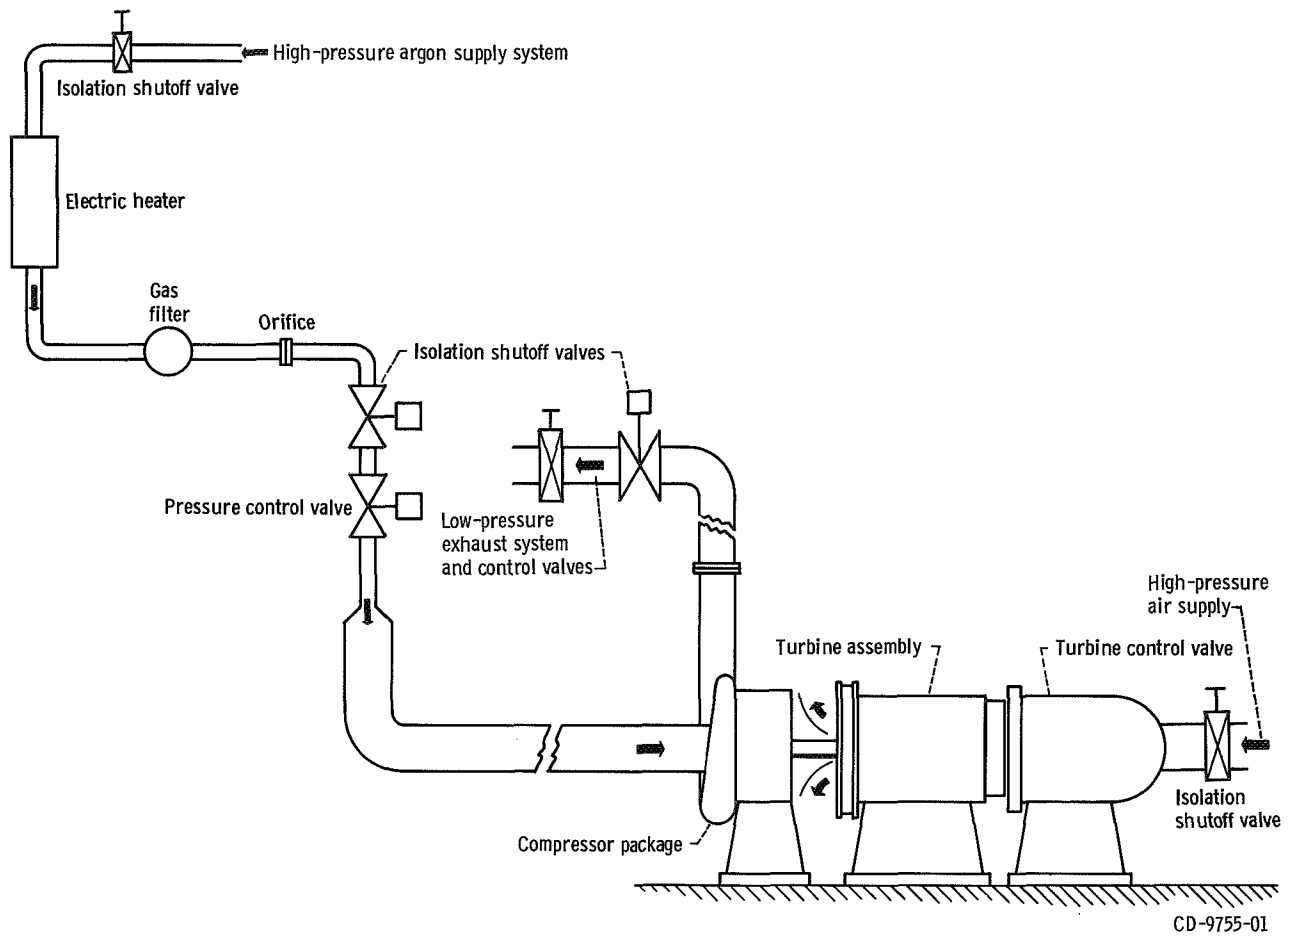 High-pressure argon supply system
Isolation shutoff valve
Electric heater
Gas
filter
Orifice
Isolation shutoff valves
Pressure control valve
Low-pressure
exhaust system
and control valves
High-pressure
air supply
Turbine assembly
Turbine control valve
Isolation
shutoff valve
Compressor package
CD-9755-01